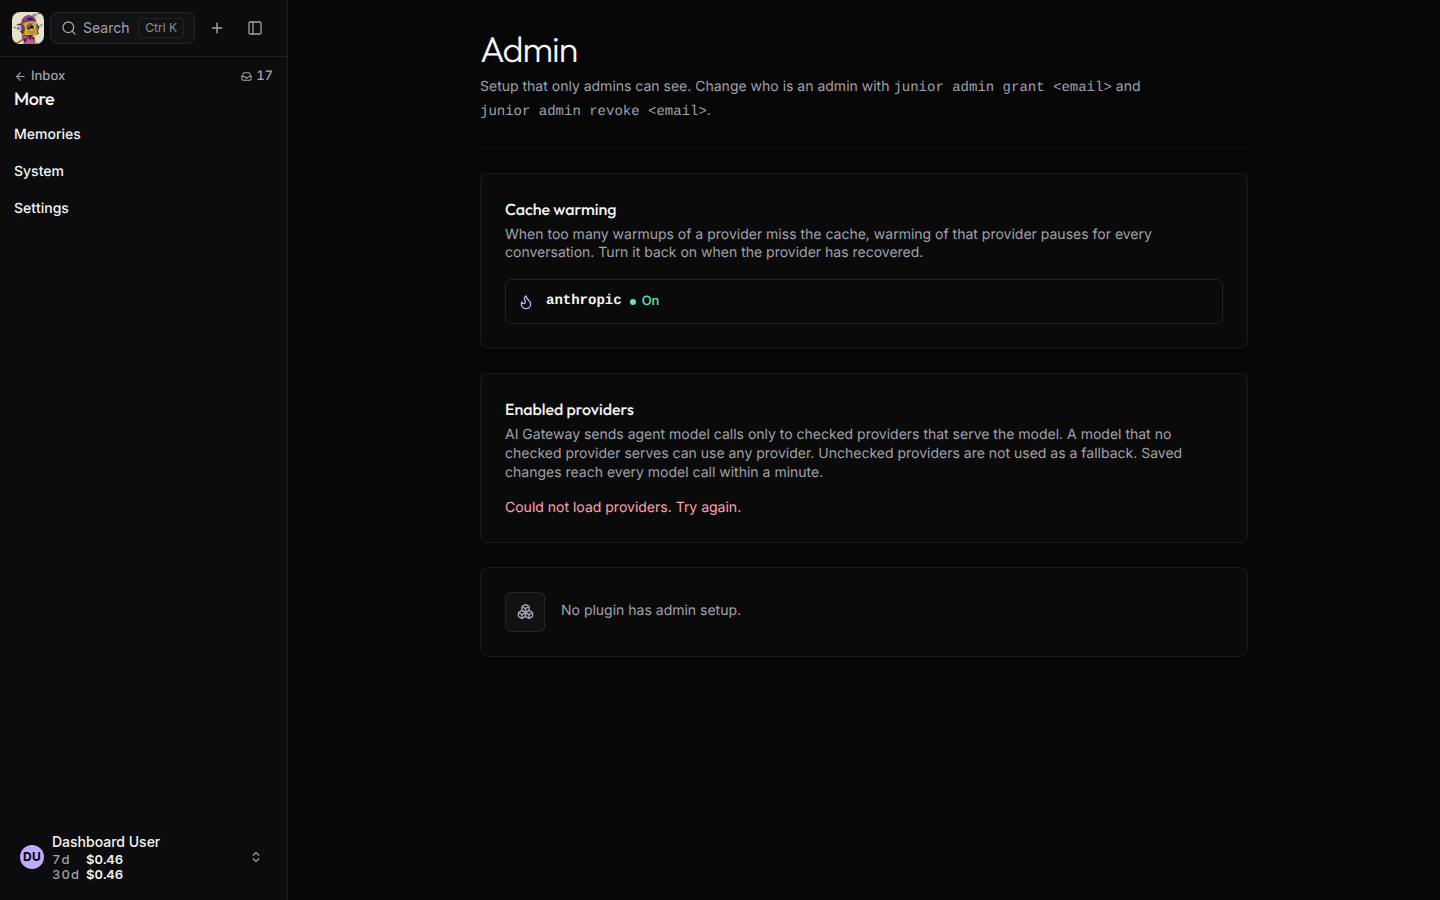 Search
Ctrl K
Inbox
17
More
Memories
System
Settings
DU
Dashboard User
7d $0.46
30d $0.46
Admin
Setup that only admins can see. Change who is an admin with junior admin grant <email> and
junior admin revoke <email>.
Cache warming
When too many warmups of a provider miss the cache, warming of that provider pauses for every
conversation. Turn it back on when the provider has recovered.
anthropic On
Enabled providers
AI Gateway sends agent model calls only to checked providers that serve the model. A model that no
checked provider serves can use any provider. Unchecked providers are not used as a fallback. Saved
changes reach every model call within a minute.
Could not load providers. Try again.
No plugin has admin setup.